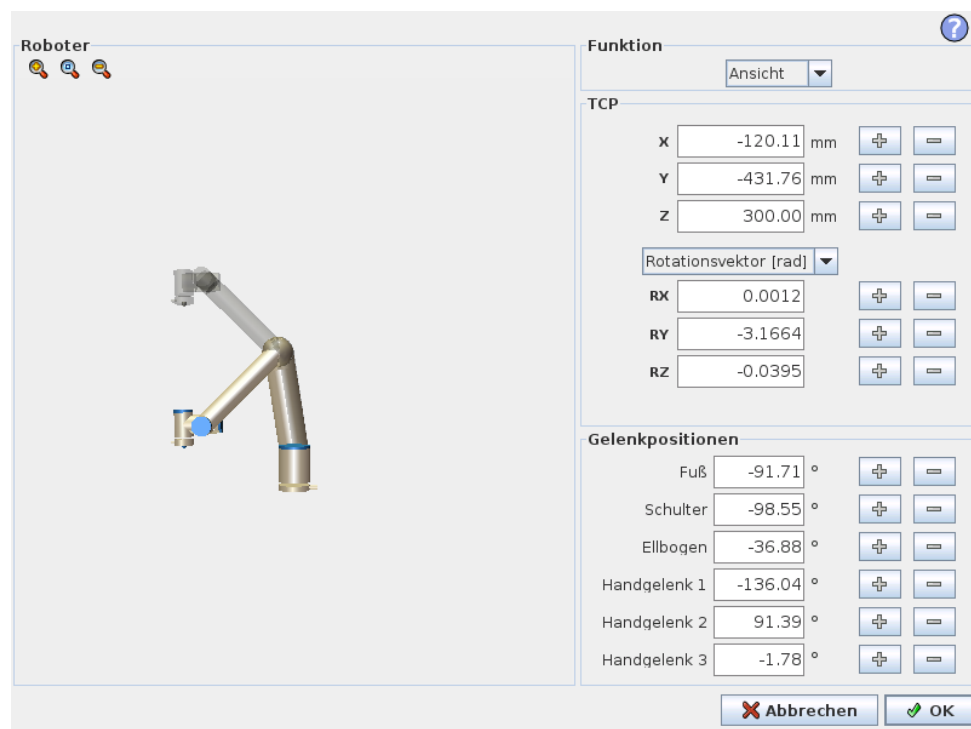 ?
Roboter
Funktion
Ansicht
TCP
X -120.11 mm
Y -431.76 mm
Z 300.00 mm
Rotationsvektor [rad]
RX 0.0012
RY -3.1664
RZ -0.0395
Gelenkpositionen
Fuß -91.71 °
Schulter -98.55 °
Ellbogen -36.88 °
Handgelenk 1 -136.04 °
Handgelenk 2 91.39 °
Handgelenk 3 -1.78 °
Abbrechen
OK